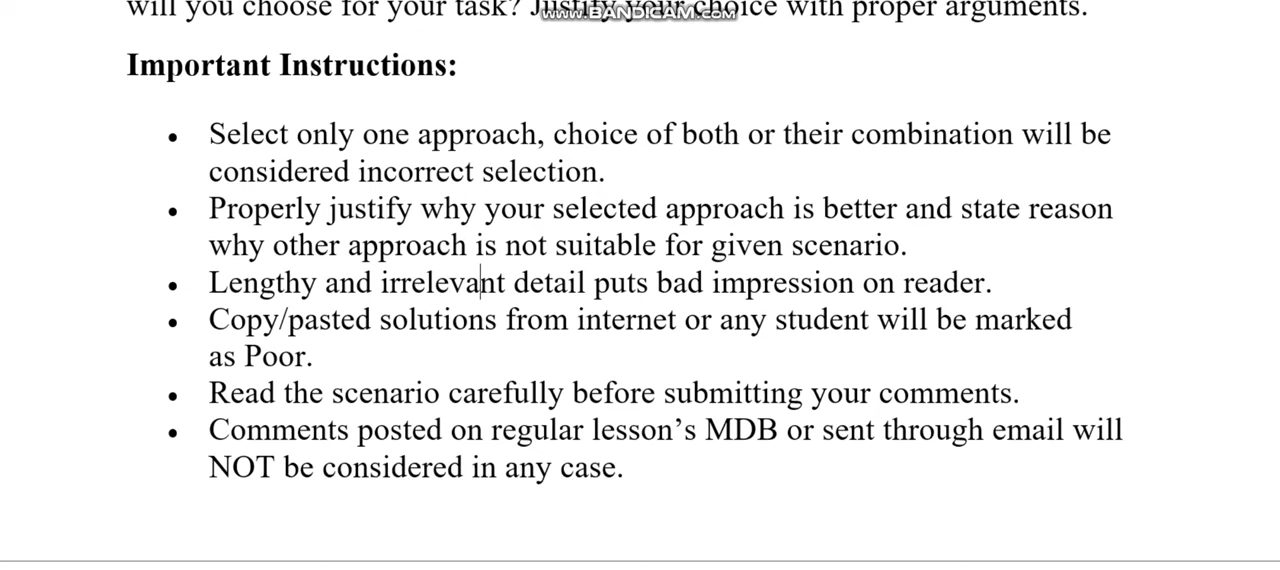 will you choose for your task? Justify your choice with proper arguments.
www.BANDICAM.com
Important Instructions:
• Select only one approach, choice of both or their combination will be
considered incorrect selection.
• Properly justify why your selected approach is better and state reason
why other approach is not suitable for given scenario.
• Lengthy and irrelevant detail puts bad impression on reader.
• Copy/pasted solutions from internet or any student will be marked
as Poor.
• Read the scenario carefully before submitting your comments.
• Comments posted on regular lesson’s MDB or sent through email will
NOT be considered in any case.